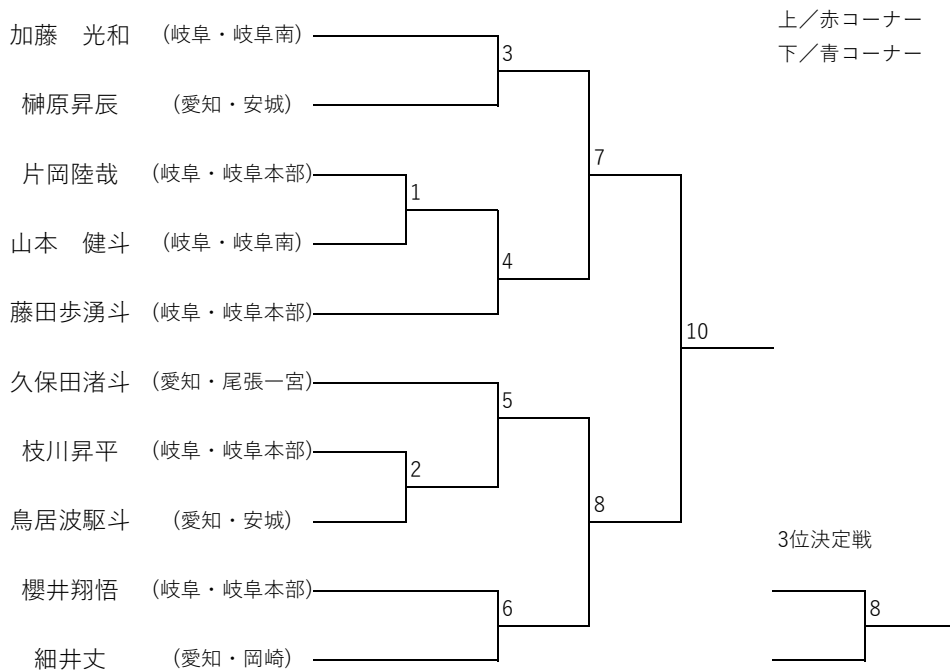 上／赤コーナー
下／青コーナー
加藤　光和　(岐阜・岐阜南)
3
榊原昇辰　(愛知・安城)
7
片岡陸哉　(岐阜・岐阜本部)
1
山本　健斗　(岐阜・岐阜南)
4
藤田歩湧斗　(岐阜・岐阜本部)
10
久保田渚斗　(愛知・尾張一宮)
5
枝川昇平　(岐阜・岐阜本部)
2
鳥居波駆斗　(愛知・安城)
8
3位決定戦
櫻井翔悟　(岐阜・岐阜本部)
6
8
細井丈　(愛知・岡崎)